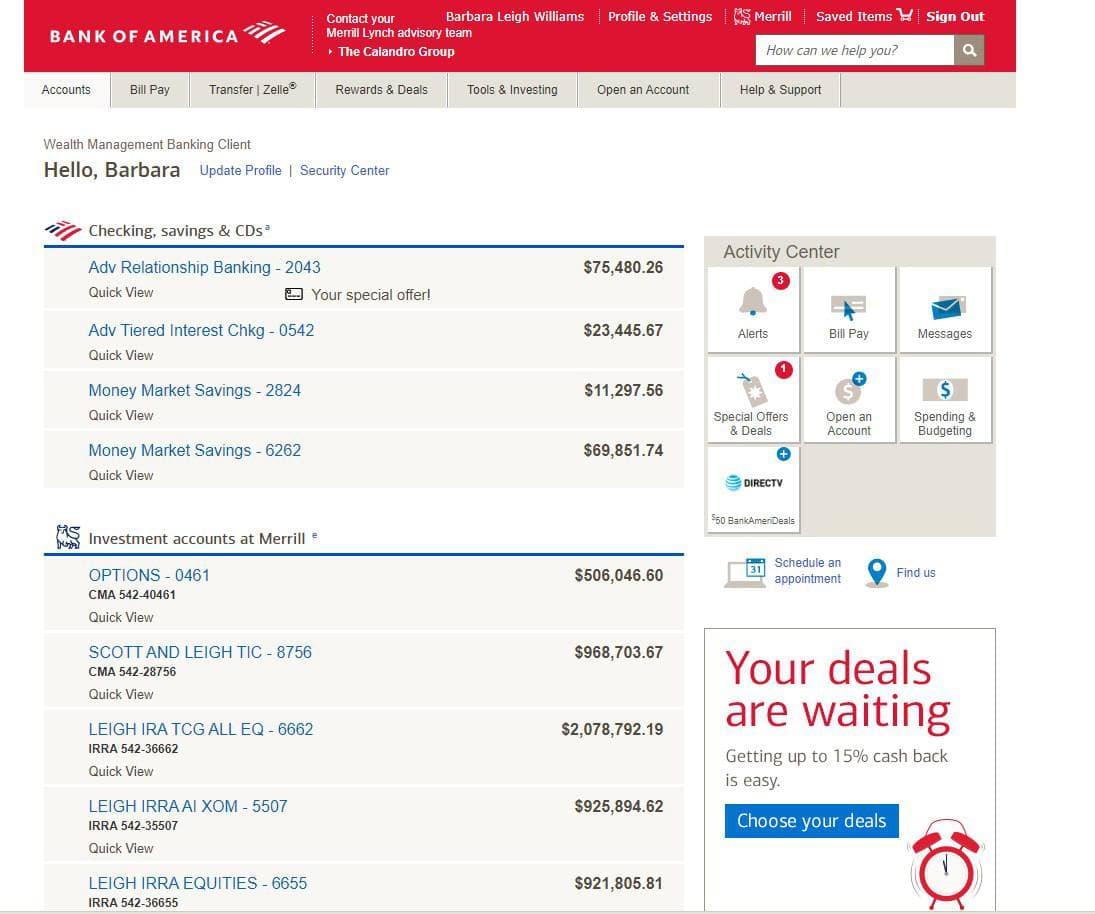 BANK OF AMERICA
Contact your
Merrill Lynch advisory team
The Calandro Group
Barbara Leigh Williams
Profile & Settings
Merrill
Saved Items
Sign Out
How can we help you?
Accounts
Bill Pay
Transfer | Zelle®
Rewards & Deals
Tools & Investing
Open an Account
Help & Support
Wealth Management Banking Client
Hello, Barbara
Update Profile | Security Center
Checking, savings & CDs a
Adv Relationship Banking - 2043 $75,480.26
Quick View Your special offer!
Adv Tiered Interest Chkg - 0542 $23,445.67
Quick View
Money Market Savings - 2824 $11,297.56
Quick View
Money Market Savings - 6262 $69,851.74
Quick View
Investment accounts at Merrill e
OPTIONS - 0461 $506,046.60
CMA 542-40461
Quick View
SCOTT AND LEIGH TIC - 8756 $968,703.67
CMA 542-28756
Quick View
LEIGH IRA TCG ALL EQ - 6662 $2,078,792.19
IRRA 542-36662
Quick View
LEIGH IRRA AI XOM - 5507 $925,894.62
IRRA 542-35507
Quick View
LEIGH IRRA EQUITIES - 6655 $921,805.81
IRRA 542-36655
Activity Center
3
Alerts
Bill Pay
Messages
1
Special Offers
& Deals
$
Open an
Account
$
Spending &
Budgeting
DIRECTV
$50 BankAmeriDeals
31
Schedule an
appointment
Find us
Your deals
are waiting
Getting up to 15% cash back
is easy.
Choose your deals